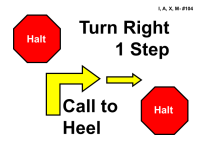 I, A, X, M- #104
Turn Right
1 Step
Halt
Call to
Heel
Halt